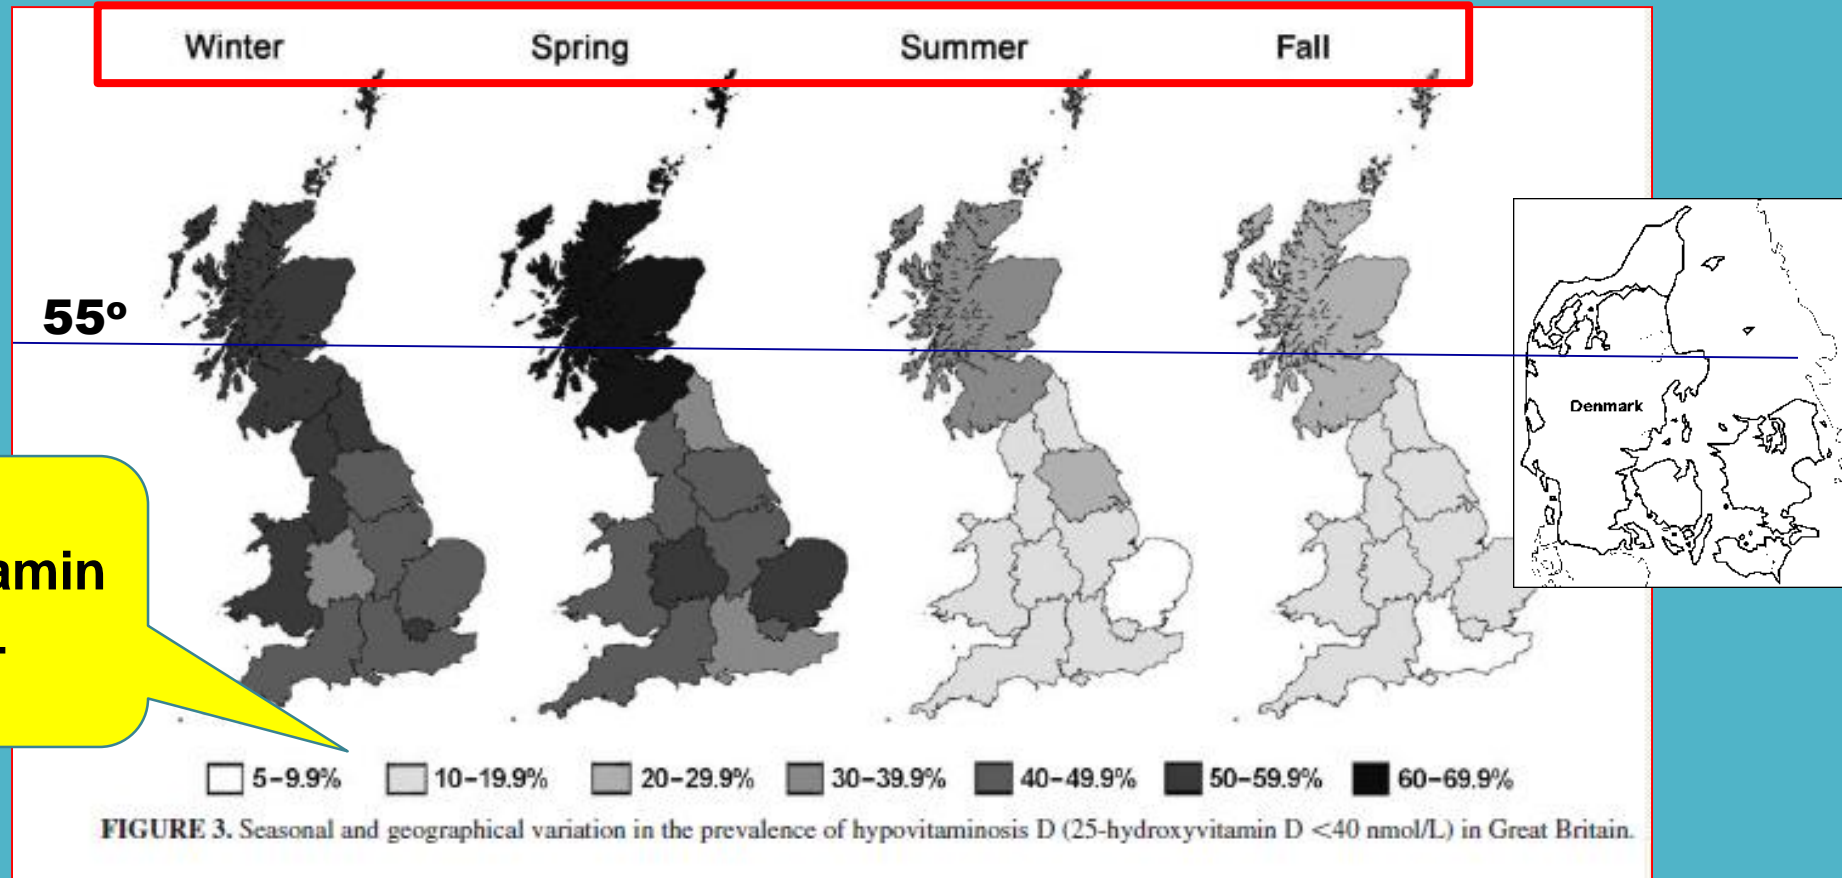 Winter Spring Summer Fall
55º
Denmark
amin
5–9.9% 10–19.9% 20–29.9% 30–39.9% 40–49.9% 50–59.9% 60–69.9%
FIGURE 3. Seasonal and geographical variation in the prevalence of hypovitaminosis D (25-hydroxyvitamin D <40 nmol/L) in Great Britain.